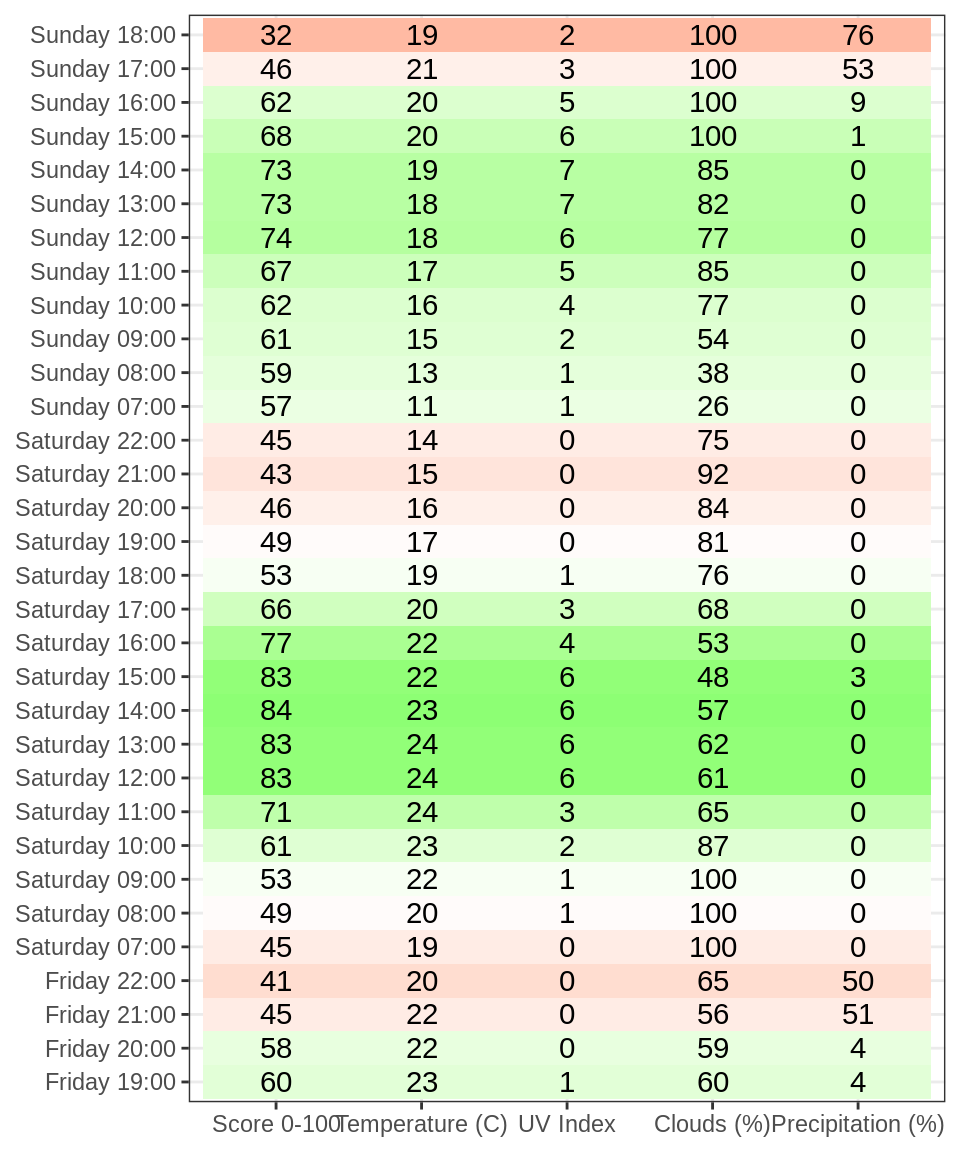 Sunday 18:00 32 19 2 100 76
Sunday 17:00 46 21 3 100 53
Sunday 16:00 62 20 5 100 9
Sunday 15:00 68 20 6 100 1
Sunday 14:00 73 19 7 85 0
Sunday 13:00 73 18 7 82 0
Sunday 12:00 74 18 6 77 0
Sunday 11:00 67 17 5 85 0
Sunday 10:00 62 16 4 77 0
Sunday 09:00 61 15 2 54 0
Sunday 08:00 59 13 1 38 0
Sunday 07:00 57 11 1 26 0
Saturday 22:00 45 14 0 75 0
Saturday 21:00 43 15 0 92 0
Saturday 20:00 46 16 0 84 0
Saturday 19:00 49 17 0 81 0
Saturday 18:00 53 19 1 76 0
Saturday 17:00 66 20 3 68 0
Saturday 16:00 77 22 4 53 0
Saturday 15:00 83 22 6 48 3
Saturday 14:00 84 23 6 57 0
Saturday 13:00 83 24 6 62 0
Saturday 12:00 83 24 6 61 0
Saturday 11:00 71 24 3 65 0
Saturday 10:00 61 23 2 87 0
Saturday 09:00 53 22 1 100 0
Saturday 08:00 49 20 1 100 0
Saturday 07:00 45 19 0 100 0
Friday 22:00 41 20 0 65 50
Friday 21:00 45 22 0 56 51
Friday 20:00 58 22 0 59 4
Friday 19:00 60 23 1 60 4
Score 0-100 Temperature (C) UV Index Clouds (%) Precipitation (%)